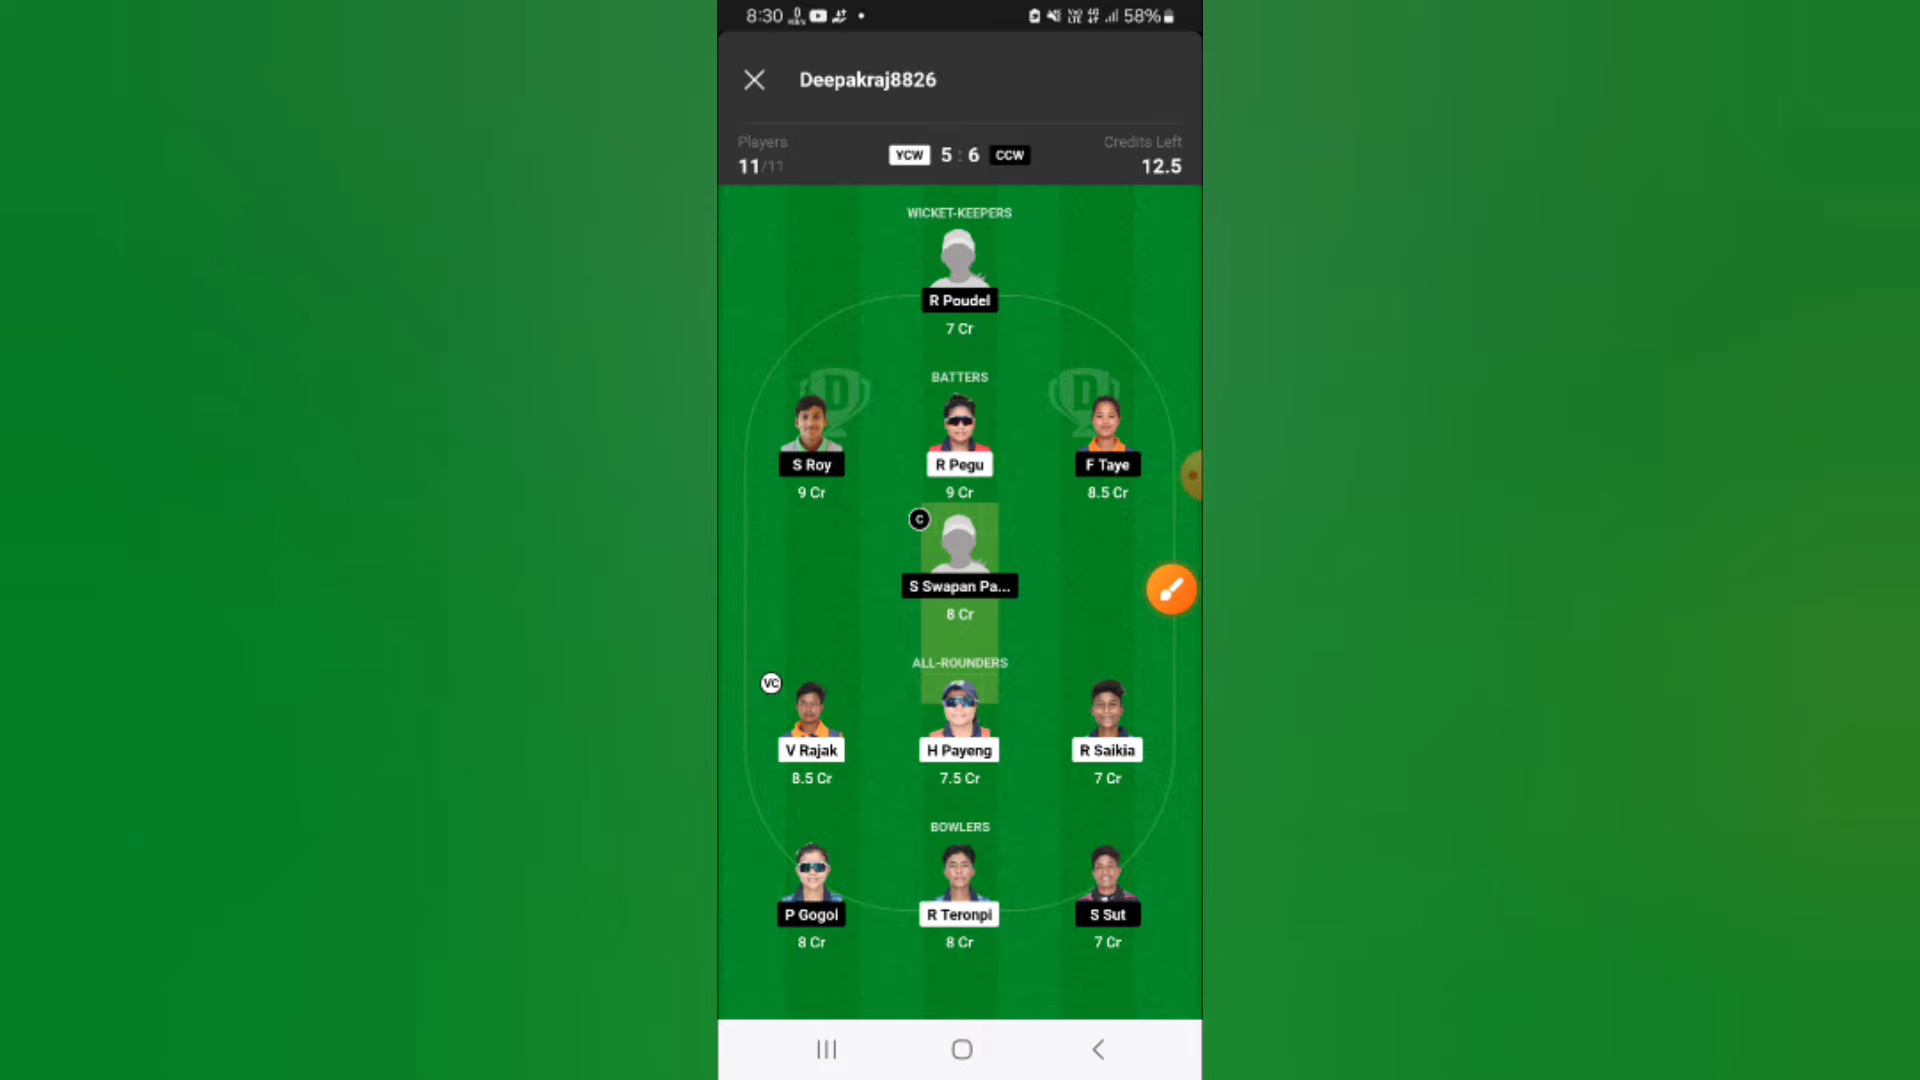 8:30 58%
Deepakraj8826
Players Credits Left
YCW 5 : 6 CCW
11/11 12.5
WICKET-KEEPERS
R Poudel
7 Cr
BATTERS
S Roy R Pegu F Taye
9 Cr 9 Cr 8.5 Cr
C
S Swapan Pa...
8 Cr
ALL-ROUNDERS
VC
V Rajak H Payeng R Saikia
8.5 Cr 7.5 Cr 7 Cr
BOWLERS
P Gogoi R Teronpi S Sut
8 Cr 8 Cr 7 Cr